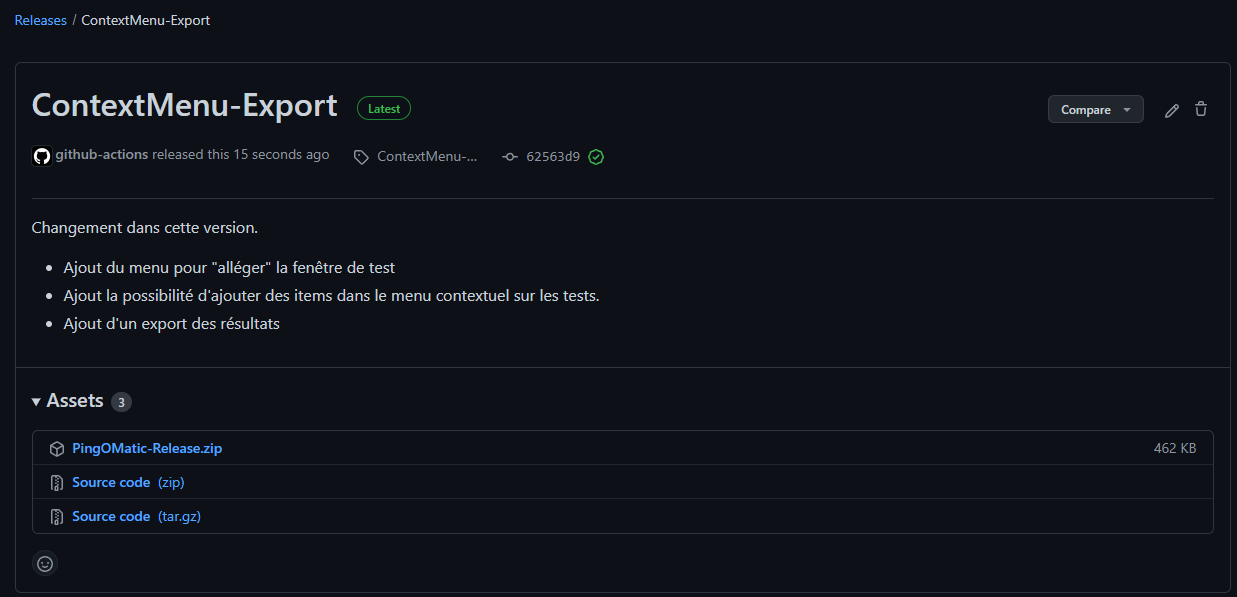 Releases / ContextMenu-Export
ContextMenu-Export Latest
Compare
github-actions released this 15 seconds ago ContextMenu-... 62563d9
Changement dans cette version.
• Ajout du menu pour "alléger" la fenêtre de test
• Ajout la possibilité d'ajouter des items dans le menu contextuel sur les tests.
• Ajout d'un export des résultats
Assets 3
PingOMatic-Release.zip 462 KB
Source code (zip)
Source code (tar.gz)